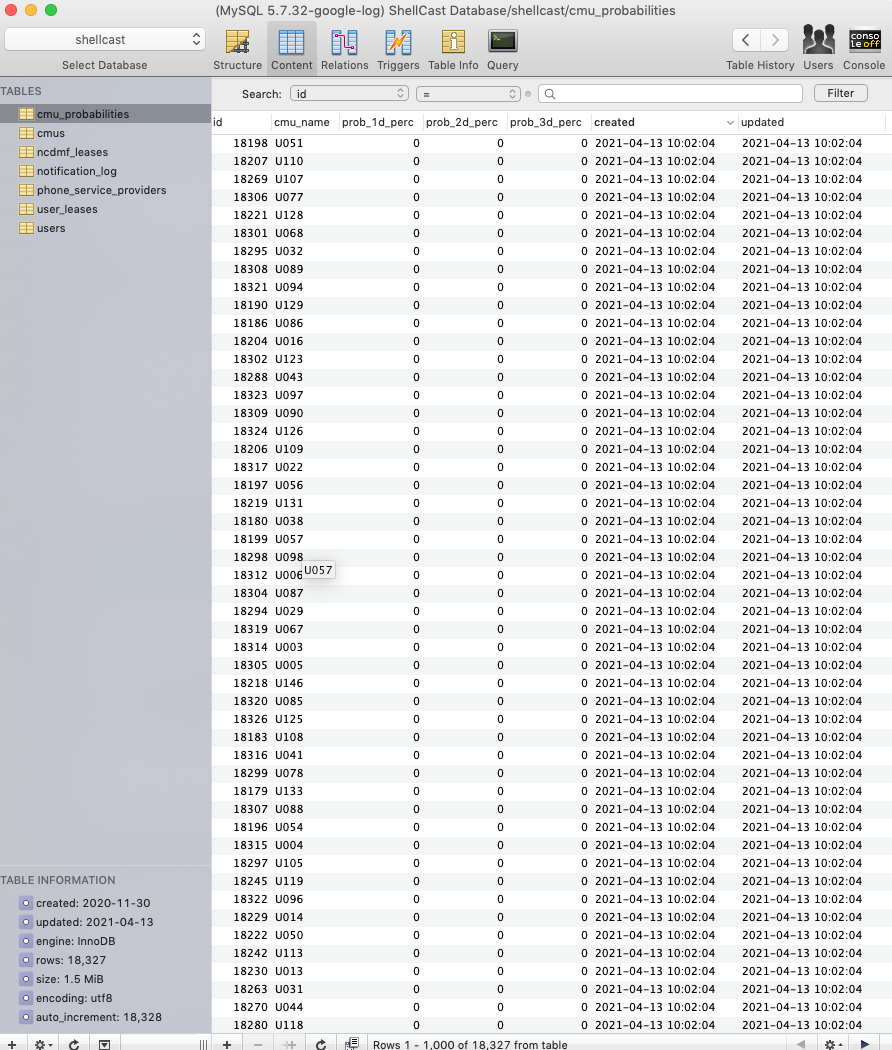 (MySQL 5.7.32-google-log) ShellCast Database/shellcast/cmu_probabilities
shellcast
Select Database
Structure Content Relations Triggers Table Info Query
Table History Users Console
conso
le off
TABLES
cmu_probabilities
cmus
ncdmf_leases
notification_log
phone_service_providers
user_leases
users
Search: id = Filter
id cmu_name prob_1d_perc prob_2d_perc prob_3d_perc created updated
18198 U051 0 0 0 2021-04-13 10:02:04 2021-04-13 10:02:04
18207 U110 0 0 0 2021-04-13 10:02:04 2021-04-13 10:02:04
18269 U107 0 0 0 2021-04-13 10:02:04 2021-04-13 10:02:04
18306 U077 0 0 0 2021-04-13 10:02:04 2021-04-13 10:02:04
18221 U128 0 0 0 2021-04-13 10:02:04 2021-04-13 10:02:04
18301 U068 0 0 0 2021-04-13 10:02:04 2021-04-13 10:02:04
18295 U032 0 0 0 2021-04-13 10:02:04 2021-04-13 10:02:04
18308 U089 0 0 0 2021-04-13 10:02:04 2021-04-13 10:02:04
18321 U094 0 0 0 2021-04-13 10:02:04 2021-04-13 10:02:04
18190 U129 0 0 0 2021-04-13 10:02:04 2021-04-13 10:02:04
18186 U086 0 0 0 2021-04-13 10:02:04 2021-04-13 10:02:04
18204 U016 0 0 0 2021-04-13 10:02:04 2021-04-13 10:02:04
18302 U123 0 0 0 2021-04-13 10:02:04 2021-04-13 10:02:04
18288 U043 0 0 0 2021-04-13 10:02:04 2021-04-13 10:02:04
18323 U097 0 0 0 2021-04-13 10:02:04 2021-04-13 10:02:04
18309 U090 0 0 0 2021-04-13 10:02:04 2021-04-13 10:02:04
18324 U126 0 0 0 2021-04-13 10:02:04 2021-04-13 10:02:04
18206 U109 0 0 0 2021-04-13 10:02:04 2021-04-13 10:02:04
18317 U022 0 0 0 2021-04-13 10:02:04 2021-04-13 10:02:04
18197 U056 0 0 0 2021-04-13 10:02:04 2021-04-13 10:02:04
18219 U131 0 0 0 2021-04-13 10:02:04 2021-04-13 10:02:04
18180 U038 0 0 0 2021-04-13 10:02:04 2021-04-13 10:02:04
18199 U057 0 0 0 2021-04-13 10:02:04 2021-04-13 10:02:04
18298 U098 0 0 0 2021-04-13 10:02:04 2021-04-13 10:02:04
U057
18312 U006 0 0 0 2021-04-13 10:02:04 2021-04-13 10:02:04
18304 U087 0 0 0 2021-04-13 10:02:04 2021-04-13 10:02:04
18294 U029 0 0 0 2021-04-13 10:02:04 2021-04-13 10:02:04
18319 U067 0 0 0 2021-04-13 10:02:04 2021-04-13 10:02:04
18314 U003 0 0 0 2021-04-13 10:02:04 2021-04-13 10:02:04
18305 U005 0 0 0 2021-04-13 10:02:04 2021-04-13 10:02:04
18218 U146 0 0 0 2021-04-13 10:02:04 2021-04-13 10:02:04
18320 U085 0 0 0 2021-04-13 10:02:04 2021-04-13 10:02:04
18326 U125 0 0 0 2021-04-13 10:02:04 2021-04-13 10:02:04
18183 U108 0 0 0 2021-04-13 10:02:04 2021-04-13 10:02:04
18316 U041 0 0 0 2021-04-13 10:02:04 2021-04-13 10:02:04
18299 U078 0 0 0 2021-04-13 10:02:04 2021-04-13 10:02:04
18179 U133 0 0 0 2021-04-13 10:02:04 2021-04-13 10:02:04
18307 U088 0 0 0 2021-04-13 10:02:04 2021-04-13 10:02:04
18196 U054 0 0 0 2021-04-13 10:02:04 2021-04-13 10:02:04
18315 U004 0 0 0 2021-04-13 10:02:04 2021-04-13 10:02:04
18297 U105 0 0 0 2021-04-13 10:02:04 2021-04-13 10:02:04
18245 U119 0 0 0 2021-04-13 10:02:04 2021-04-13 10:02:04
18322 U096 0 0 0 2021-04-13 10:02:04 2021-04-13 10:02:04
18229 U014 0 0 0 2021-04-13 10:02:04 2021-04-13 10:02:04
18222 U050 0 0 0 2021-04-13 10:02:04 2021-04-13 10:02:04
18242 U113 0 0 0 2021-04-13 10:02:04 2021-04-13 10:02:04
18230 U013 0 0 0 2021-04-13 10:02:04 2021-04-13 10:02:04
18263 U031 0 0 0 2021-04-13 10:02:04 2021-04-13 10:02:04
18270 U044 0 0 0 2021-04-13 10:02:04 2021-04-13 10:02:04
18280 U118 0 0 0 2021-04-13 10:02:04 2021-04-13 10:02:04
TABLE INFORMATION
created: 2020-11-30
updated: 2021-04-13
engine: InnoDB
rows: 18,327
size: 1.5 MiB
encoding: utf8
auto_increment: 18,328
Rows 1 - 1,000 of 18,327 from table